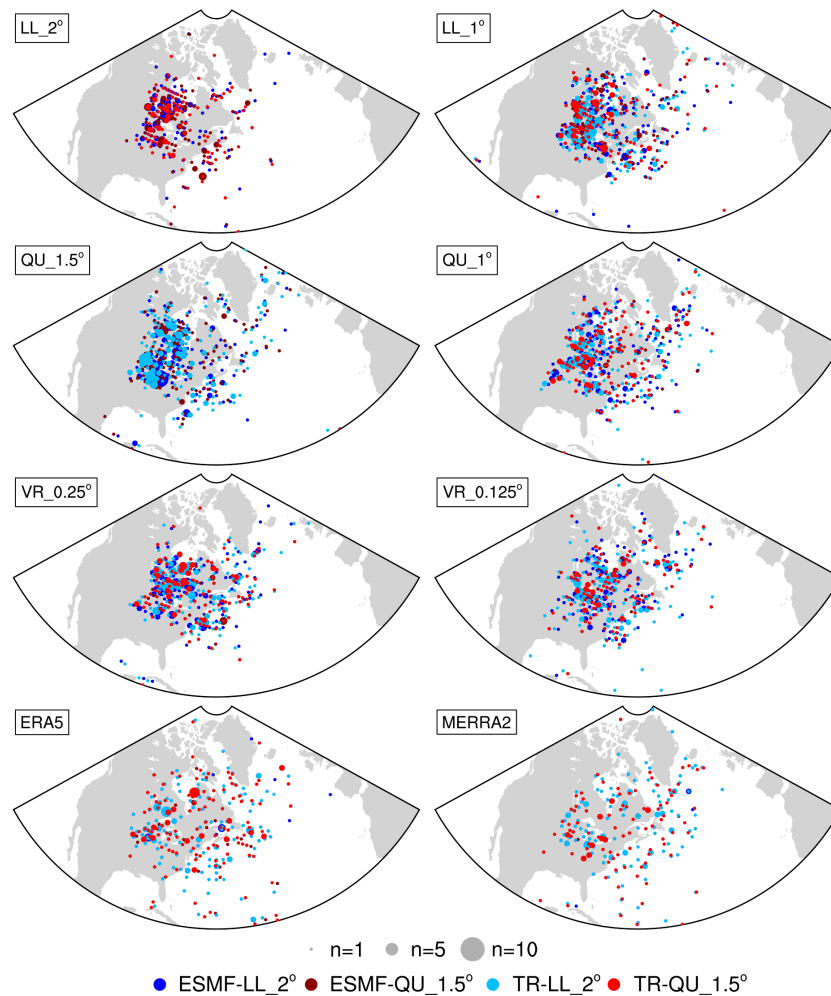 LL_2° LL_1°
QU_1.5° QU_1°
VR_0.25° VR_0.125°
ERA5 MERRA2
n=1 n=5 n=10
ESMF-LL_2° ESMF-QU_1.5° TR-LL_2° TR-QU_1.5°